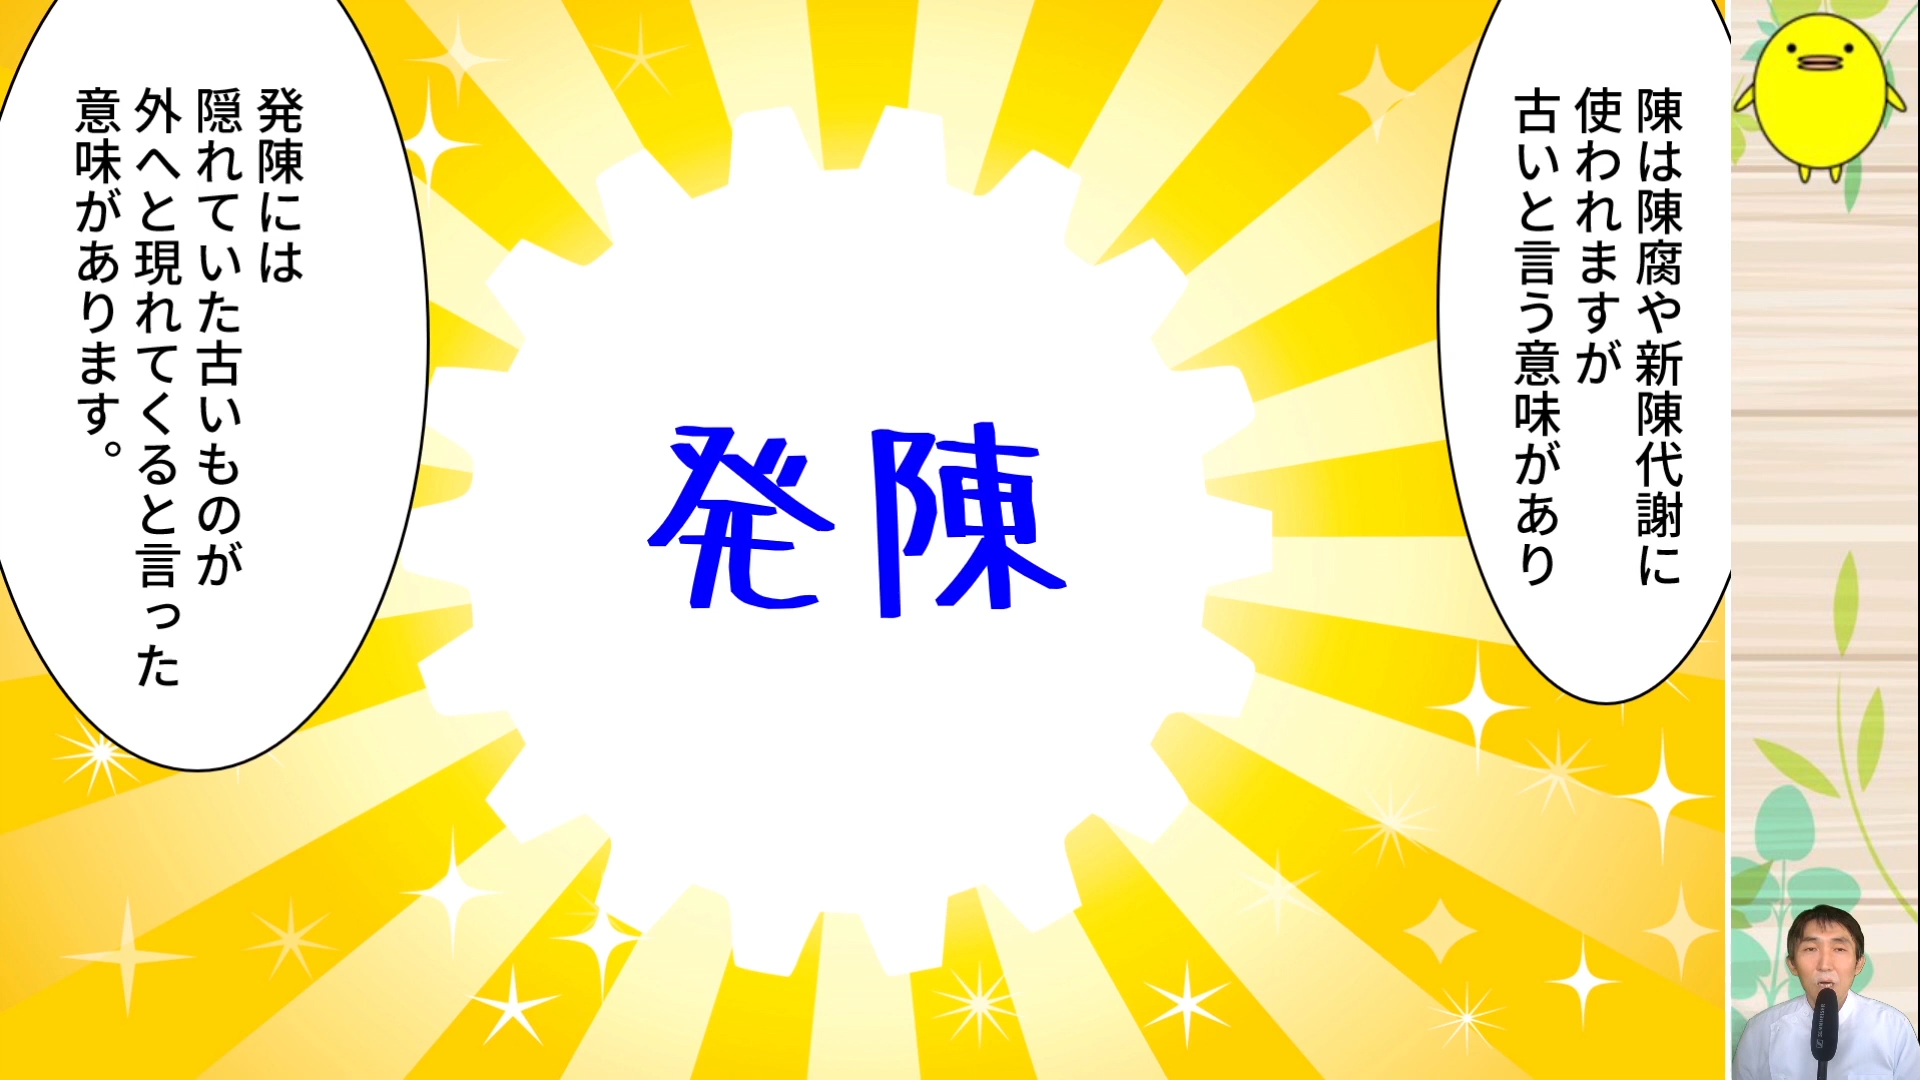 陳は陳腐や新陳代謝に
使われますが
古いと言う意味があり
発陳
発陳には
隠れていた古いものが
外へと現れてくると言った
意味があります。